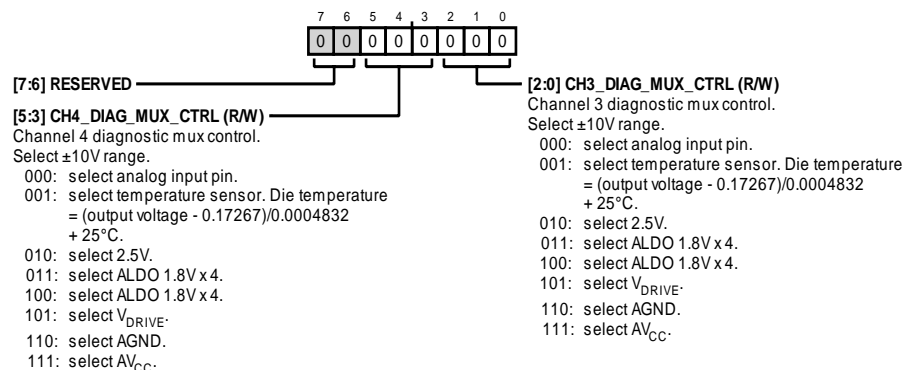 7 6 5 4 3 2 1 0
0 0 0 0 0 0 0 0
[7:6] RESERVED
[5:3] CH4_DIAG_MUX_CTRL (R/W)
Channel 4 diagnostic mux control.
Select ±10V range.
000: select analog input pin.
001: select temperature sensor. Die temperature
= (output voltage - 0.17267)/0.0004832
+ 25°C.
010: select 2.5V.
011: select ALDO 1.8V x 4.
100: select ALDO 1.8V x 4.
101: select VDRIVE.
110: select AGND.
111: select AVCC.
[2:0] CH3_DIAG_MUX_CTRL (R/W)
Channel 3 diagnostic mux control.
Select ±10V range.
000: select analog input pin.
001: select temperature sensor. Die temperature
= (output voltage - 0.17267)/0.0004832
+ 25°C.
010: select 2.5V.
011: select ALDO 1.8V x 4.
100: select ALDO 1.8V x 4.
101: select VDRIVE.
110: select AGND.
111: select AVCC.